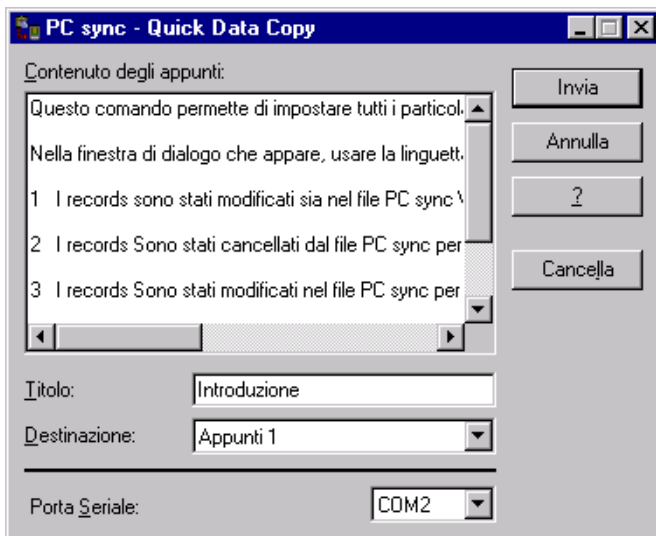 PC sync - Quick Data Copy
Contenuto degli appunti:
Questo comando permette di impostare tutti i
Nella finestra di dialogo che appare, usare la
1 I records sono stati modificati sia nel file PC sync
2 I records Sono stati cancellati dal file PC sync per
3 I records Sono stati modificati nel file PC sync per
Invia
Annulla
?
Cancella
Titolo: Introduzione
Destinazione: Appunti 1
Porta Seriale: COM2